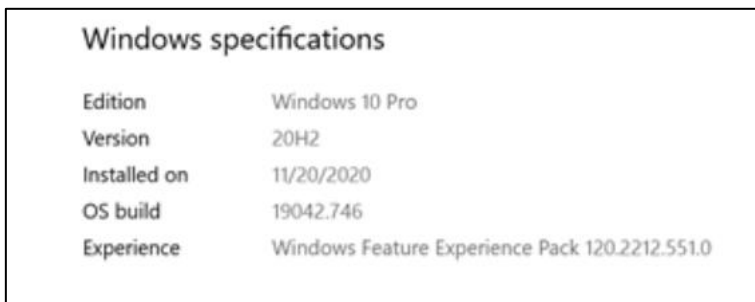 Windows specifications
Edition Windows 10 Pro
Version 20H2
Installed on 11/20/2020
OS build 19042.746
Experience Windows Feature Experience Pack 120.2212.551.0